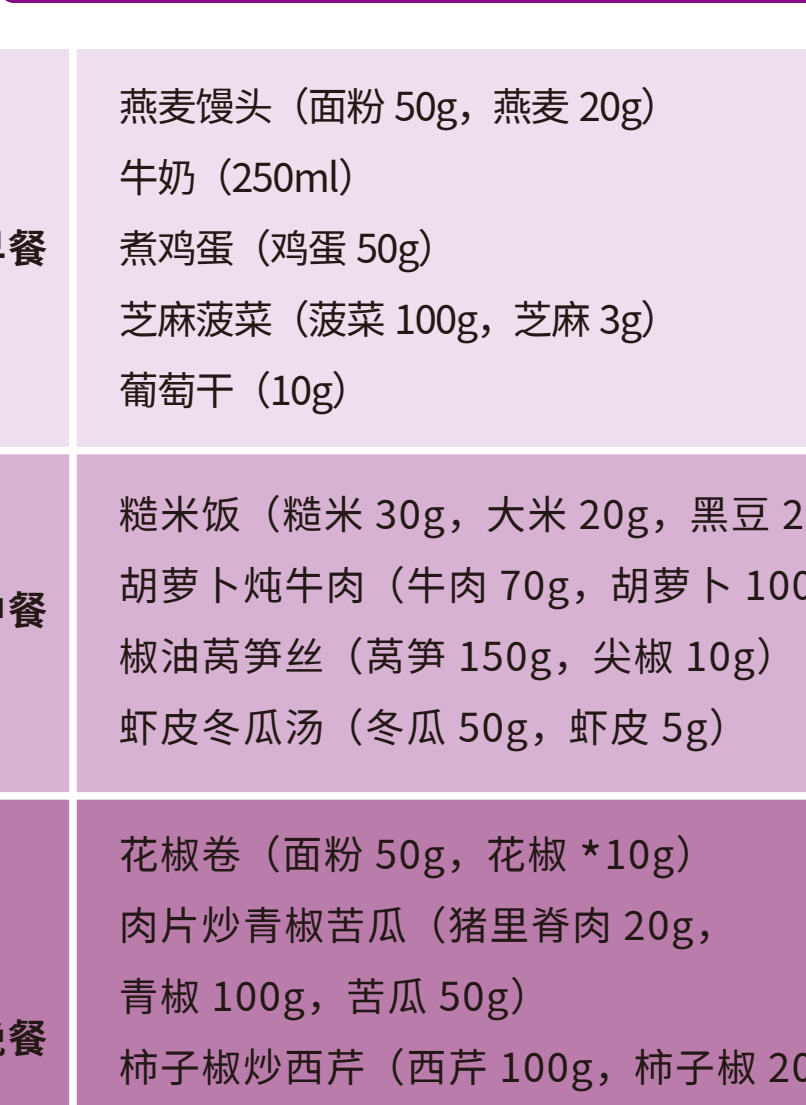 燕麦馒头（面粉 50g，燕麦 20g）
牛奶（250ml）
煮鸡蛋（鸡蛋 50g）
餐
芝麻菠菜（菠菜 100g，芝麻 3g）
葡萄干（10g）
糙米饭（糙米 30g，大米 20g，黑豆 2
胡萝卜炖牛肉（牛肉 70g，胡萝卜 100
餐
椒油莴笋丝（莴笋 150g，尖椒 10g）
虾皮冬瓜汤（冬瓜 50g，虾皮 5g）
花椒卷（面粉 50g，花椒 *10g）
肉片炒青椒苦瓜（猪里脊肉 20g，
青椒 100g，苦瓜 50g）
餐
柿子椒炒西芹（西芹 100g，柿子椒 20